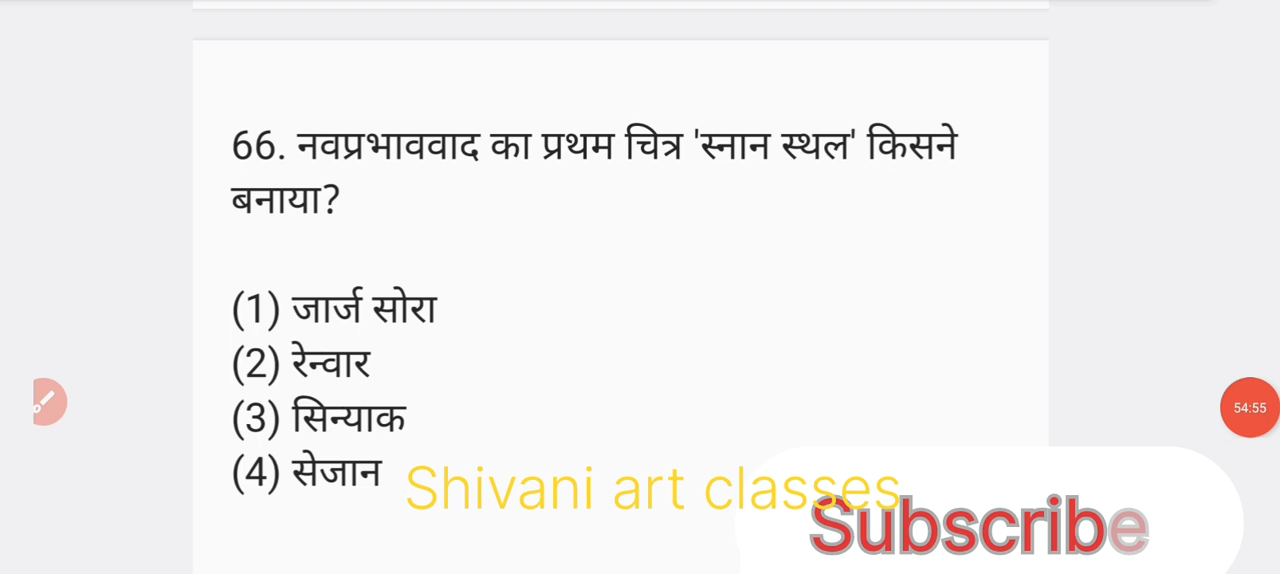 66. नवप्रभाववाद का प्रथम चित्र 'स्नान स्थल' किसने
बनाया?
(1) जार्ज सोरा
(2) रेन्वार
(3) सिन्याक
(4) सेजान
54:55
Shivani art classes
Subscribe